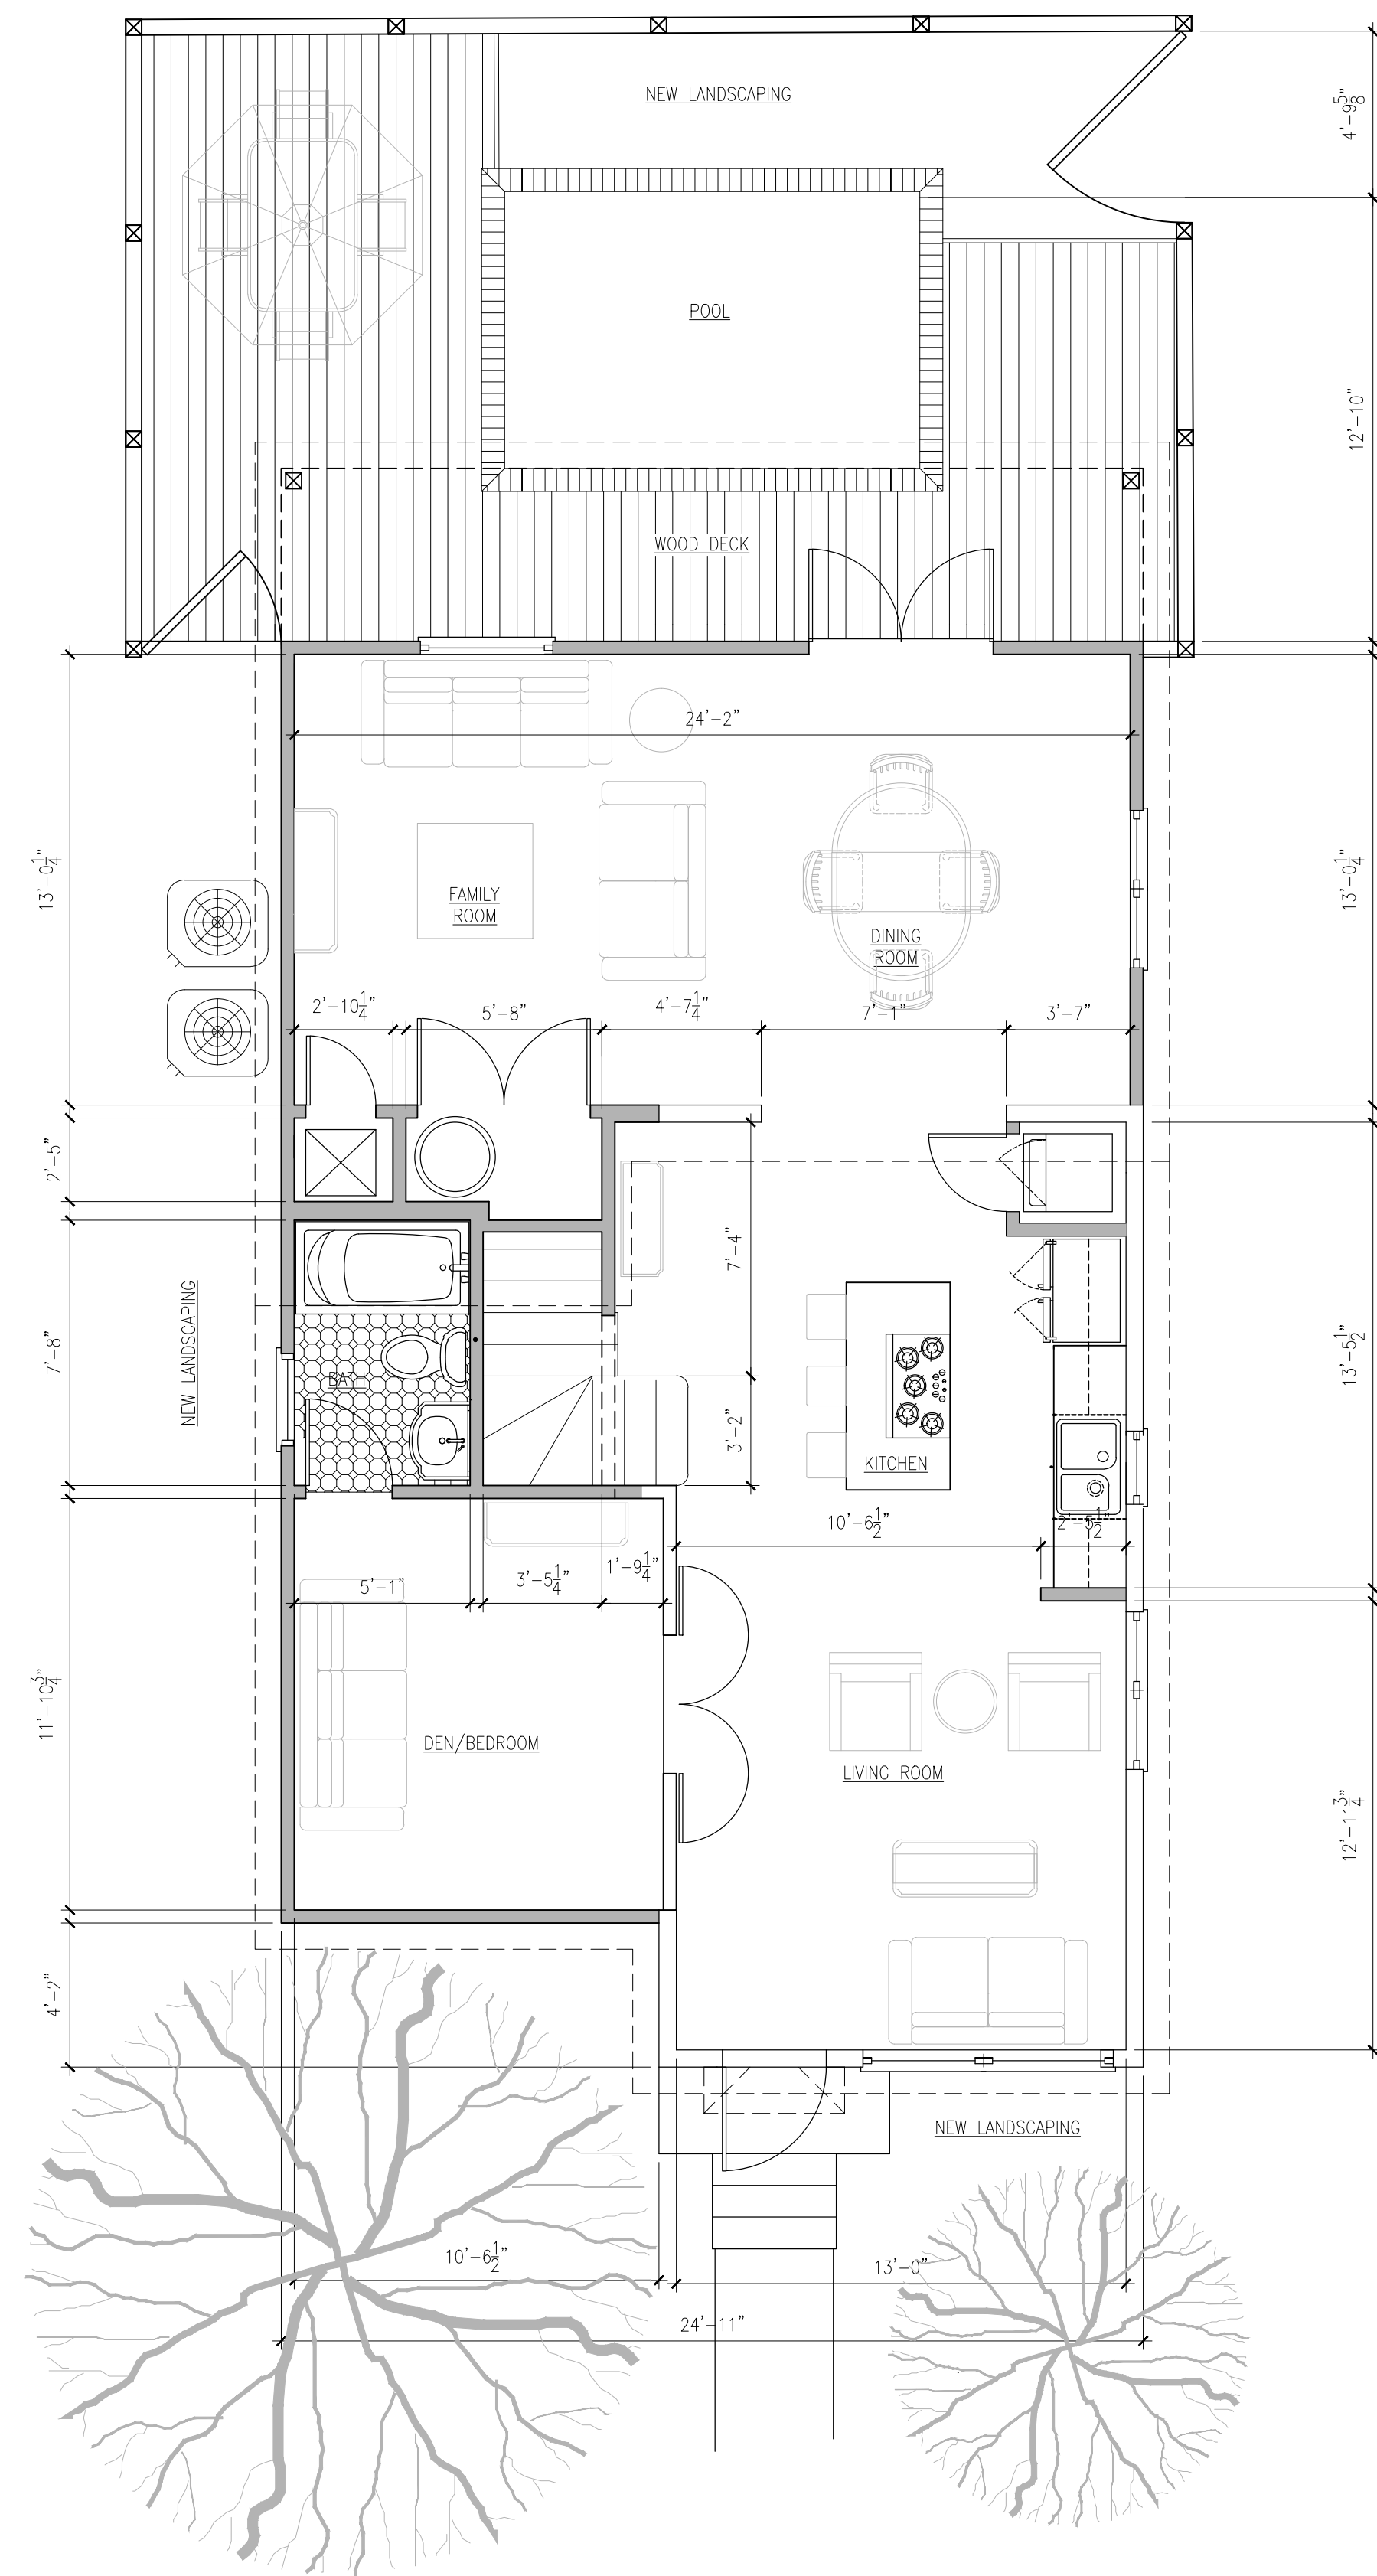 NEW LANDSCAPING
4'-9 5/8"
POOL
12'-10"
WOOD DECK
24'-2"
13'-0 1/4"
13'-0 1/4"
FAMILY
ROOM
DINING
ROOM
2'-10 1/4"
5'-8"
4'-7 1/4"
7'-1"
3'-7"
2'-5"
7'-4"
NEW LANDSCAPING
7'-8"
13'-5 1/2"
BATH
3'-2"
KITCHEN
10'-6 1/2"
2'-5 1/2"
5'-1"
3'-5 1/4"
1'-9 1/4"
11'-10 3/4"
DEN/BEDROOM
LIVING ROOM
12'-11 3/4"
4'-2"
NEW LANDSCAPING
10'-6 1/2"
13'-0"
24'-11"